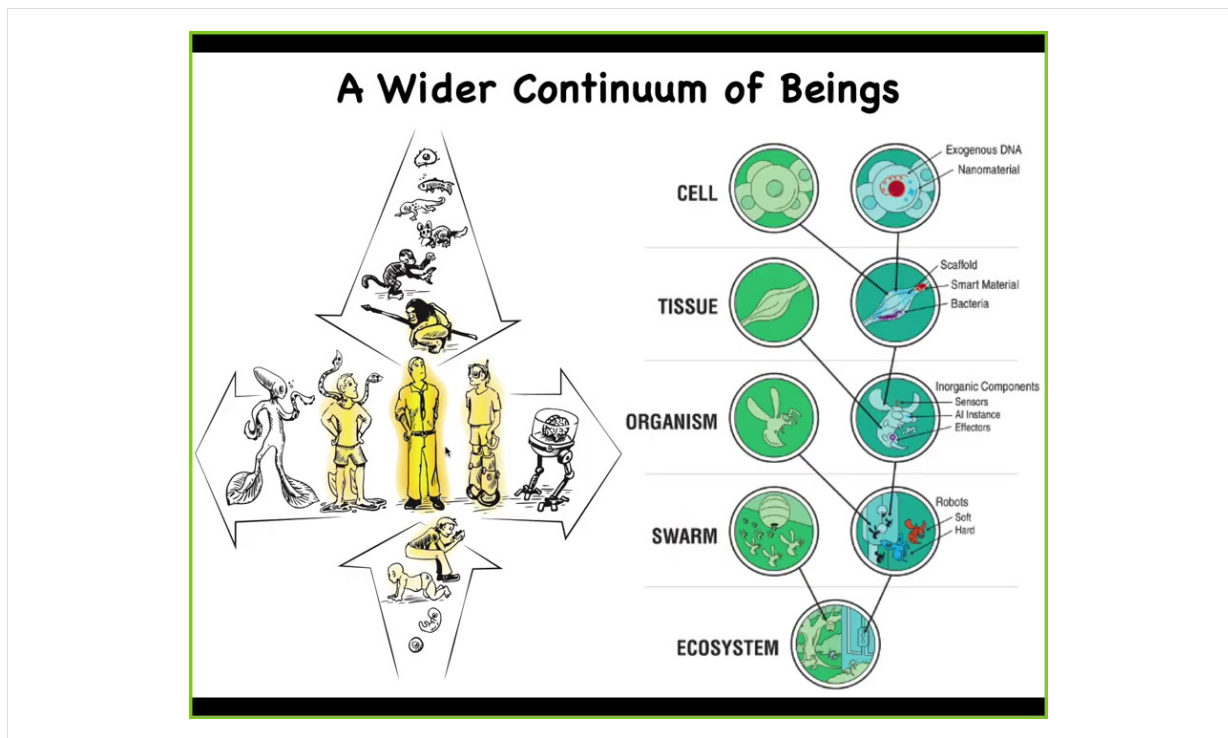 A Wider Continuum of Beings
CELL
Exogenous DNA
Nanomaterial
TISSUE
Scaffold
Smart Material
Bacteria
ORGANISM
Inorganic Components
Sensors
AI Instance
Effectors
SWARM
Robots
Soft
Hard
ECOSYSTEM